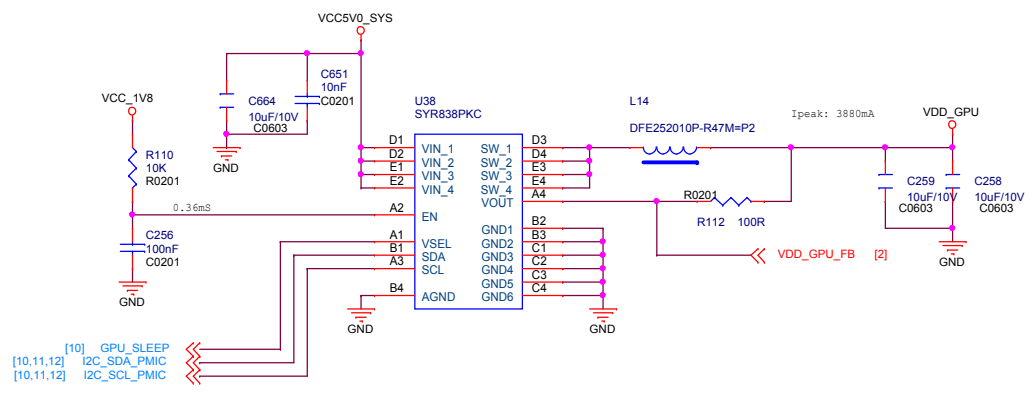 VCC5V0_SYS
C651
10nF
C0201
C664
10uF/10V
C0603
GND
VCC_1V8
R110
10K
R0201
0.36mS
C256
100nF
C0201
GND
U38
SYR838PKC
D1 VIN_1 SW_1 D3
D2 VIN_2 SW_2 D4
E1 VIN_3 SW_3 E3
E2 VIN_4 SW_4 E4
VOUT A4
A2 EN
GND1 B2
A1 VSEL GND2 B3
B1 SDA GND3 C1
A3 SCL GND4 C2
GND5 C3
B4 AGND GND6 C4
GND
GND
L14
DFE252010P-R47M=P2
Ipeak: 3880mA
VDD_GPU
R0201
R112 100R
C259
10uF/10V
C0603
C258
10uF/10V
C0603
GND
VDD_GPU_FB [2]
[10] GPU_SLEEP
[10,11,12] I2C_SDA_PMIC
[10,11,12] I2C_SCL_PMIC